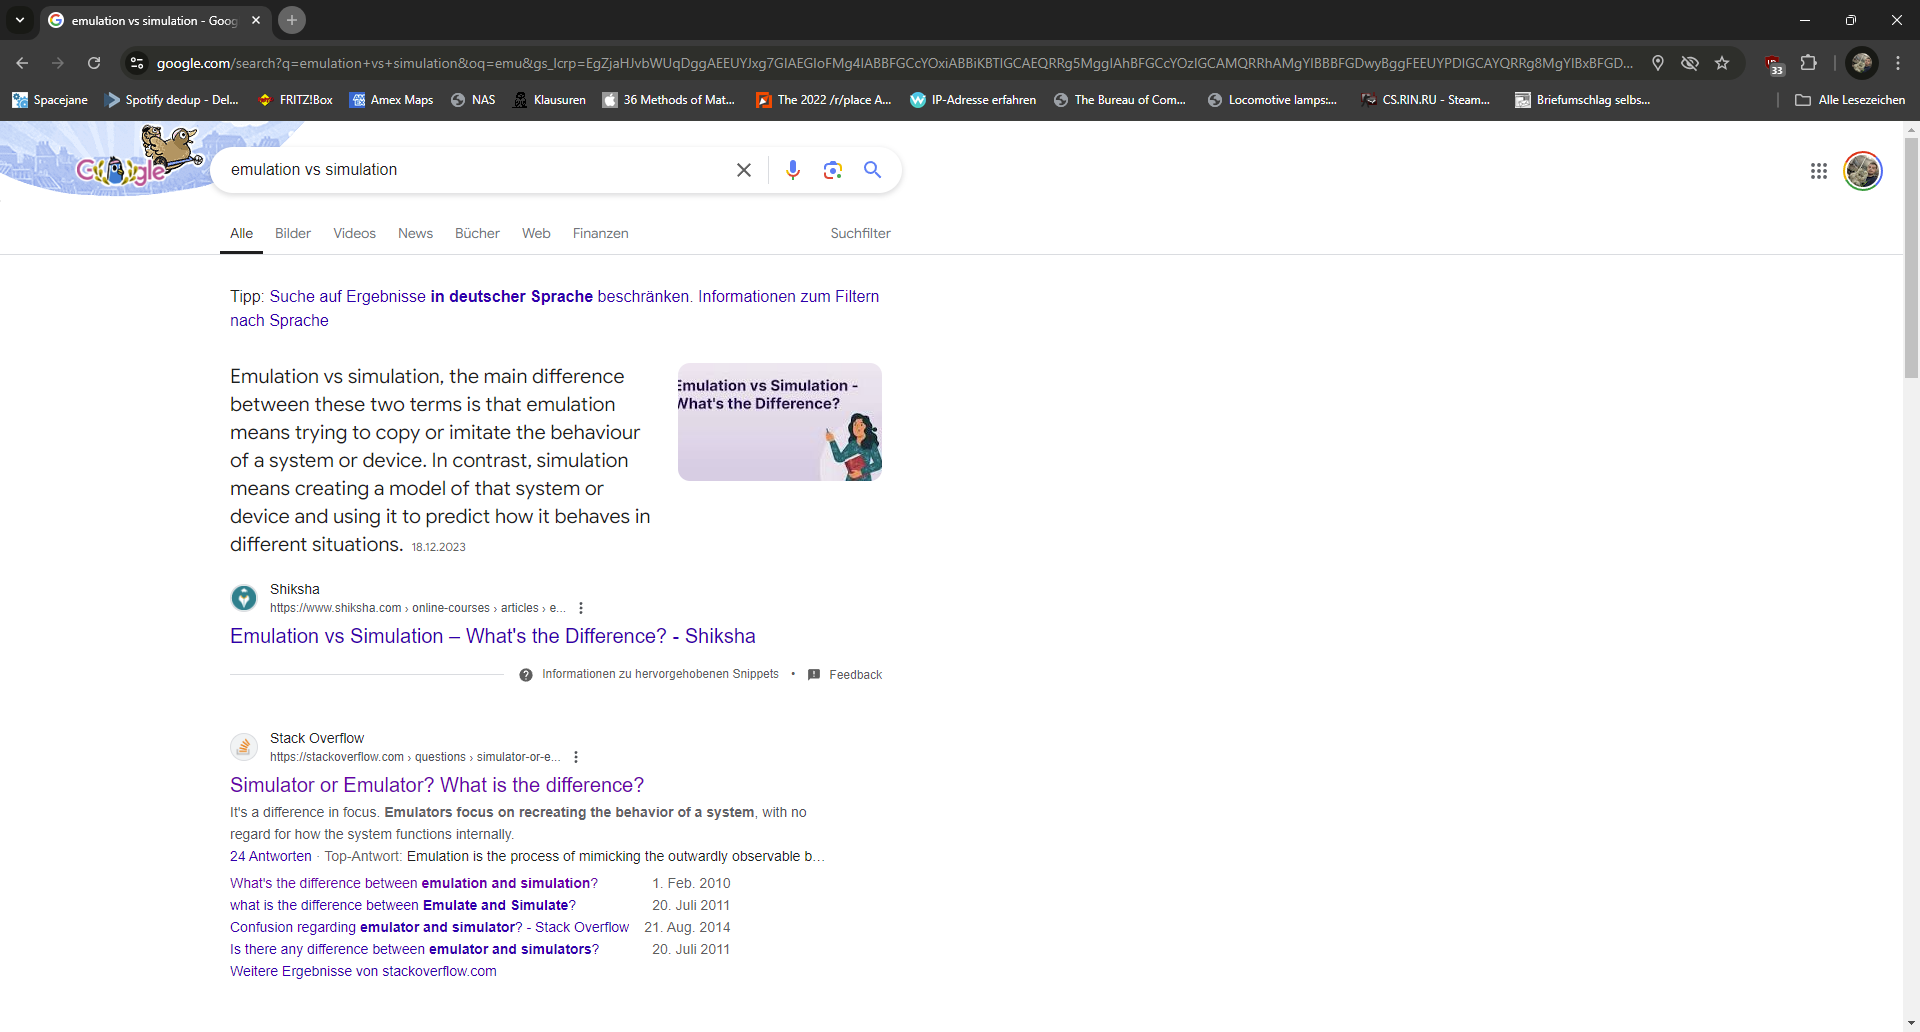 emulation vs simulation - Goog
google.com/search?q=emulation+vs+simulation&oq=emu&gs_lcrp=EgZjaHJvbWUqDggAEEUYJxg7GIAEGIoFMg4IABBFGCcYOxiABBiKBTIGCAEQRRg5MggIAhBFGCcYOzIGCAMQRRhAMgYIBBBFGDwyBggFEEUYPDIGCAYQRRg8MgYIBxBFGD...
33
Spacejane
Spotify dedup - Del...
FRITZ!Box
Amex Maps
NAS
Klausuren
36 Methods of Mat...
The 2022 /r/place A...
IP-Adresse erfahren
The Bureau of Com...
Locomotive lamps:...
CS.RIN.RU - Steam...
Briefumschlag selbs...
Alle Lesezeichen
Google
emulation vs simulation
Alle
Bilder
Videos
News
Bücher
Web
Finanzen
Suchfilter
Tipp: Suche auf Ergebnisse in deutscher Sprache beschränken. Informationen zum Filtern
nach Sprache
Emulation vs simulation, the main difference
between these two terms is that emulation
means trying to copy or imitate the behaviour
of a system or device. In contrast, simulation
means creating a model of that system or
device and using it to predict how it behaves in
different situations. 18.12.2023
Emulation vs Simulation -
What's the Difference?
Shiksha
https://www.shiksha.com › online-courses › articles › e...
Emulation vs Simulation – What's the Difference? - Shiksha
Informationen zu hervorgehobenen Snippets • Feedback
Stack Overflow
https://stackoverflow.com › questions › simulator-or-e...
Simulator or Emulator? What is the difference?
It's a difference in focus. Emulators focus on recreating the behavior of a system, with no
regard for how the system functions internally.
24 Antworten · Top-Antwort: Emulation is the process of mimicking the outwardly observable b...
What's the difference between emulation and simulation? 1. Feb. 2010
what is the difference between Emulate and Simulate? 20. Juli 2011
Confusion regarding emulator and simulator? - Stack Overflow 21. Aug. 2014
Is there any difference between emulator and simulators? 20. Juli 2011
Weitere Ergebnisse von stackoverflow.com